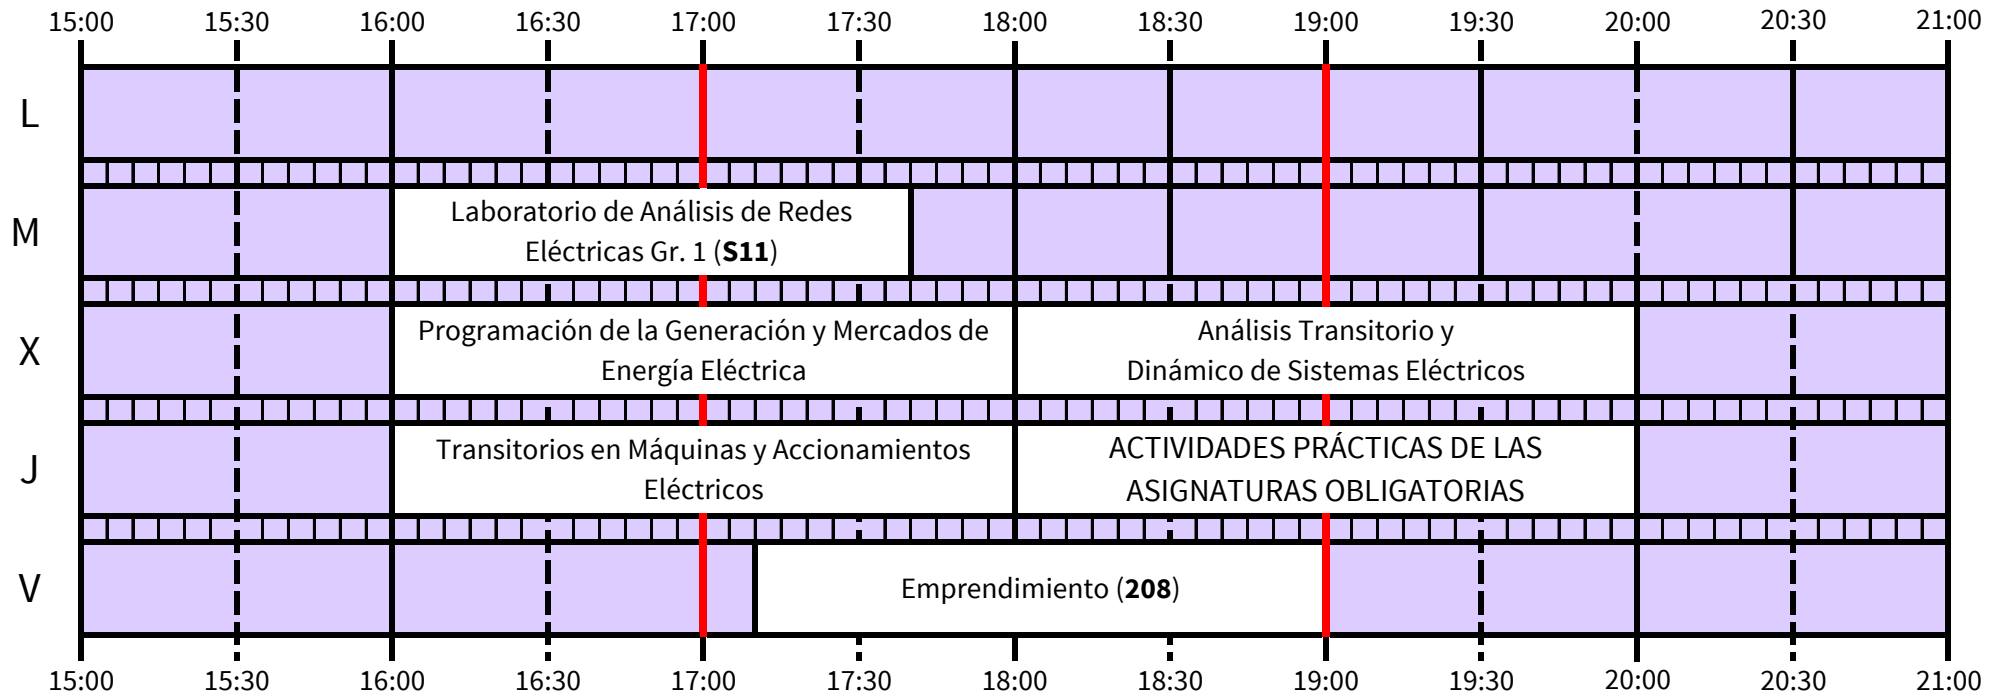 15:00 15:30 16:00 16:30 17:00 17:30 18:00 18:30 19:00 19:30 20:00 20:30 21:00
L
M
Laboratorio de Análisis de Redes
Eléctricas Gr. 1 (S11)
X
Programación de la Generación y Mercados de
Energía Eléctrica
Análisis Transitorio y
Dinámico de Sistemas Eléctricos
J
Transitorios en Máquinas y Accionamientos
Eléctricos
ACTIVIDADES PRÁCTICAS DE LAS
ASIGNATURAS OBLIGATORIAS
V
Emprendimiento (208)
15:00 15:30 16:00 16:30 17:00 17:30 18:00 18:30 19:00 19:30 20:00 20:30 21:00